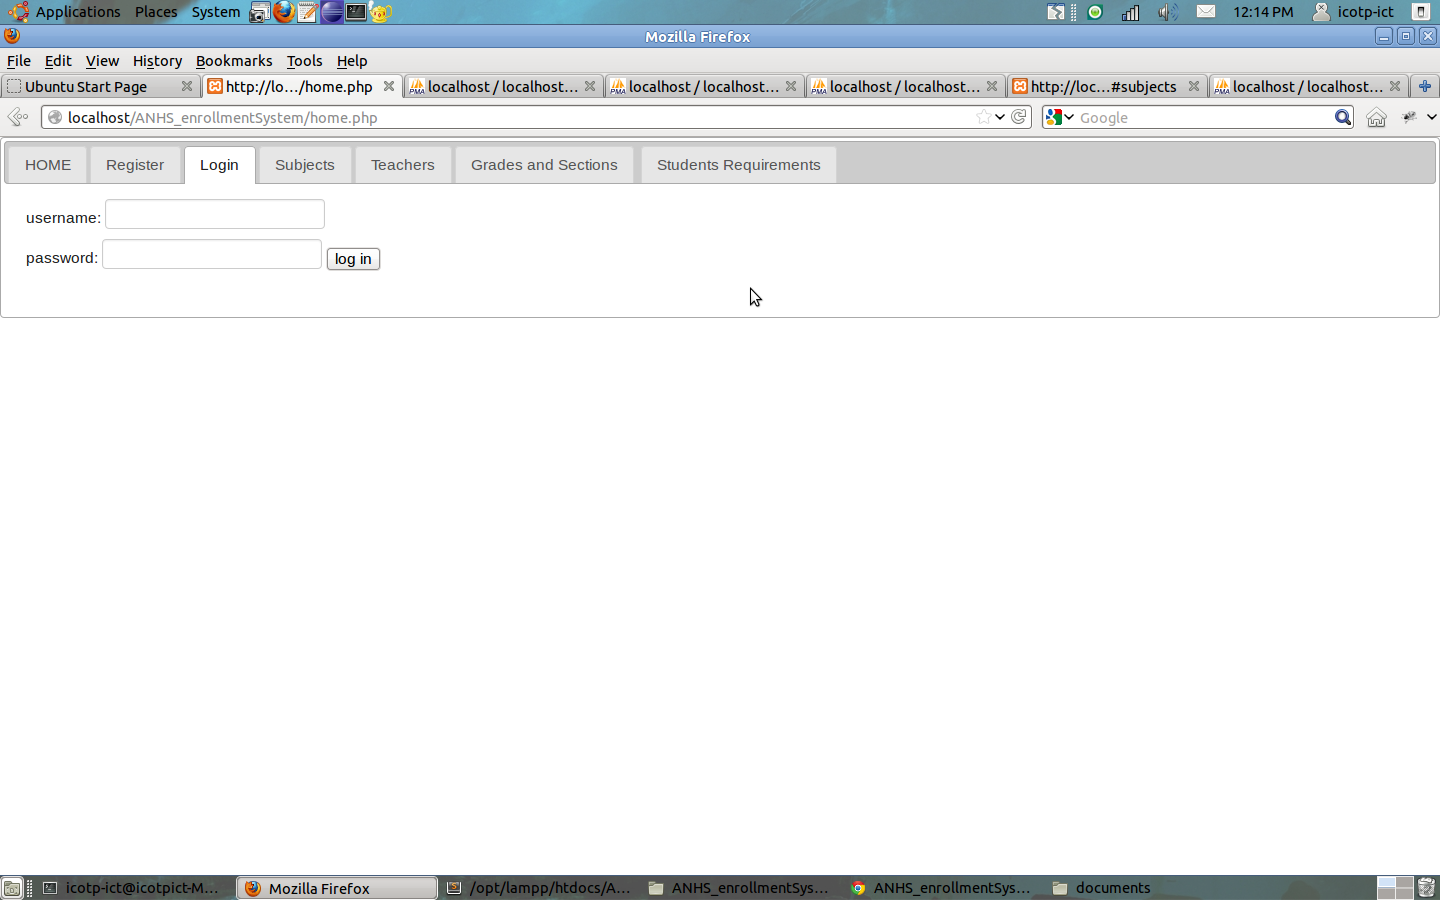 Applications Places System 12:14 PM icotp-ict
Mozilla Firefox
File Edit View History Bookmarks Tools Help
Ubuntu Start Page http://lo.../home.php localhost / localhost... localhost / localhost... localhost / localhost... http://loc...#subjects localhost / localhost...
localhost/ANHS_enrollmentSystem/home.php Google
HOME Register Login Subjects Teachers Grades and Sections Students Requirements
username:
password: log in
icotp-ict@icotpict-M... Mozilla Firefox /opt/lampp/htdocs/A... ANHS_enrollmentSys... ANHS_enrollmentSys... documents